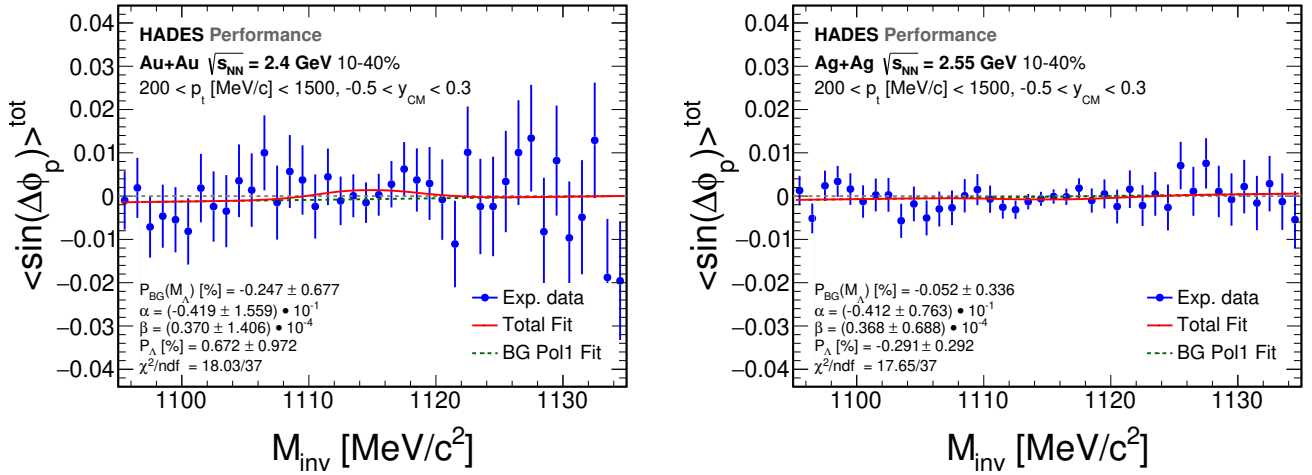 <sin(Δϕp)>tot
0.04
0.03
0.02
0.01
0
−0.01
−0.02
−0.03
−0.04
HADES Performance
Au+Au √sNN = 2.4 GeV 10-40%
200 < pt [MeV/c] < 1500, -0.5 < yCM < 0.3
PBG(MΛ) [%] = -0.247 ± 0.677
α = (-0.419 ± 1.559) • 10-1
β = (0.370 ± 1.406) • 10-4
PΛ [%] = 0.672 ± 0.972
χ2/ndf = 18.03/37
Exp. data
Total Fit
BG Pol1 Fit
1100 1110 1120 1130
Minv [MeV/c2]
<sin(Δϕp)>tot
0.04
0.03
0.02
0.01
0
−0.01
−0.02
−0.03
−0.04
HADES Performance
Ag+Ag √sNN = 2.55 GeV 10-40%
200 < pt [MeV/c] < 1500, -0.5 < yCM < 0.3
PBG(MΛ) [%] = -0.052 ± 0.336
α = (-0.412 ± 0.763) • 10-1
β = (0.368 ± 0.688) • 10-4
PΛ [%] = -0.291 ± 0.292
χ2/ndf = 17.65/37
Exp. data
Total Fit
BG Pol1 Fit
1100 1110 1120 1130
Minv [MeV/c2]